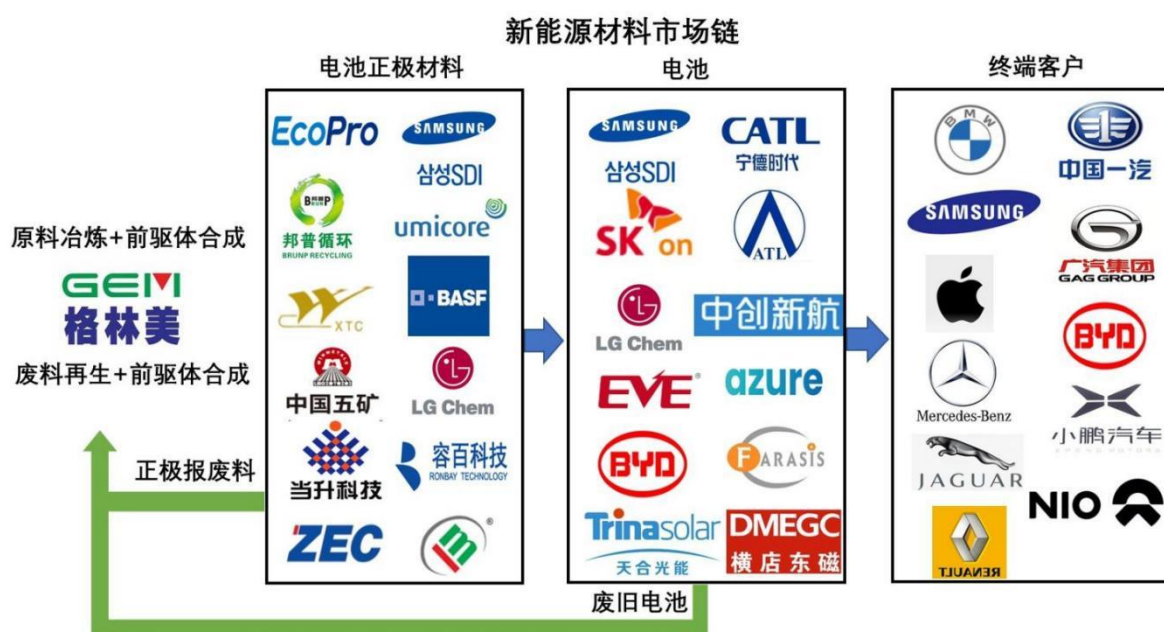 新能源材料市场链
电池正极材料
电池
终端客户
原料冶炼+前驱体合成
GEM
格林美
废料再生+前驱体合成
正极报废料
EcoPro
SAMSUNG
삼성SDI
BRUNP
邦普循环
BRUNP RECYCLING
umicore
XTC
BASF
MINMETALS
中国五矿
LG Chem
当升科技
容百科技
RONBAY TECHNOLOGY
ZEC
®
SAMSUNG
삼성SDI
CATL
宁德时代
SK on
ATL
LG Chem
中创新航
EVE®
azure
BYD
FARASIS
Trinasolar
天合光能
DMEGC
横店东磁
废旧电池
BMW
中国一汽
SAMSUNG
广汽集团
GAG GROUP
BYD
Mercedes-Benz
小鹏汽车
XPENG MOTORS
JAGUAR
NIO
RENAULT